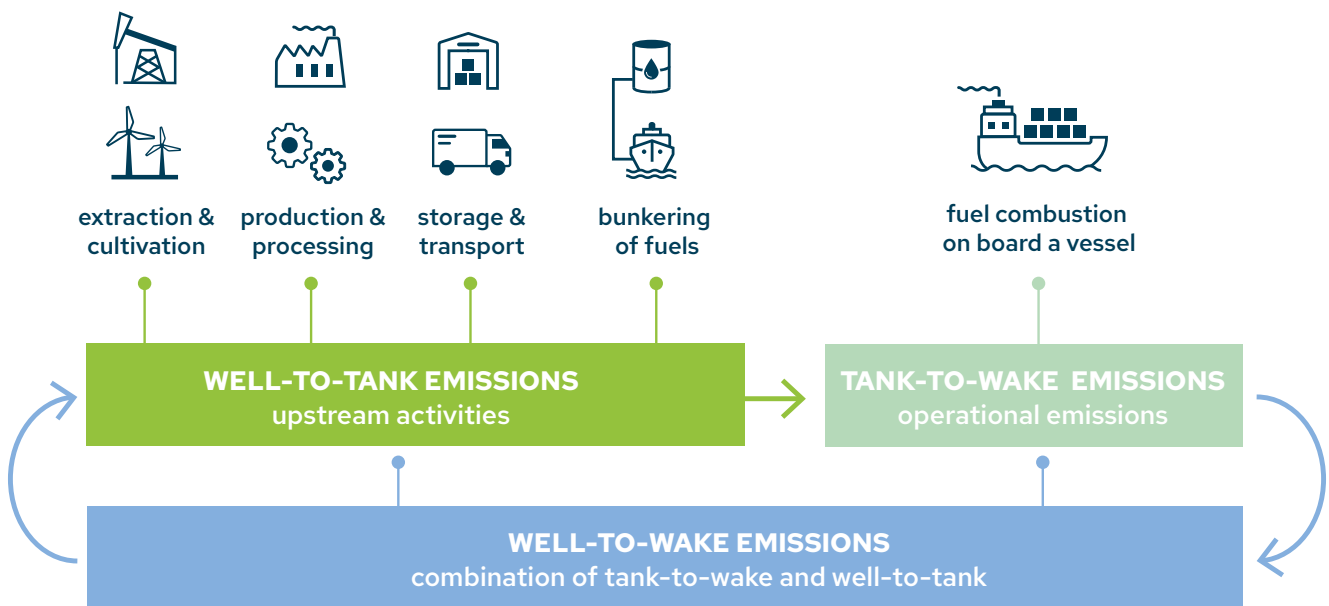 extraction &
cultivation
production &
processing
storage &
transport
bunkering
of fuels
fuel combustion
on board a vessel
WELL-TO-TANK EMISSIONS
upstream activities
TANK-TO-WAKE EMISSIONS
operational emissions
WELL-TO-WAKE EMISSIONS
combination of tank-to-wake and well-to-tank